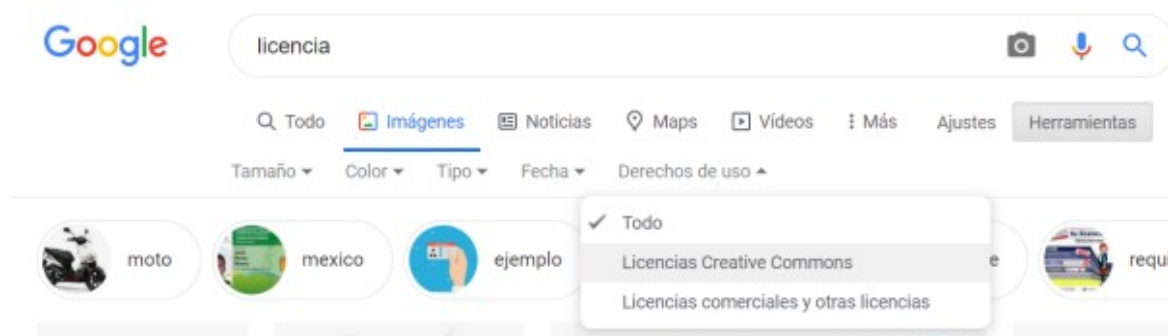 Google
licencia
Todo Imágenes Noticias Maps Vídeos Más Ajustes Herramientas
Tamaño Color Tipo Fecha Derechos de uso
Todo
moto mexico ejemplo
Licencias Creative Commons
Licencias comerciales y otras licencias